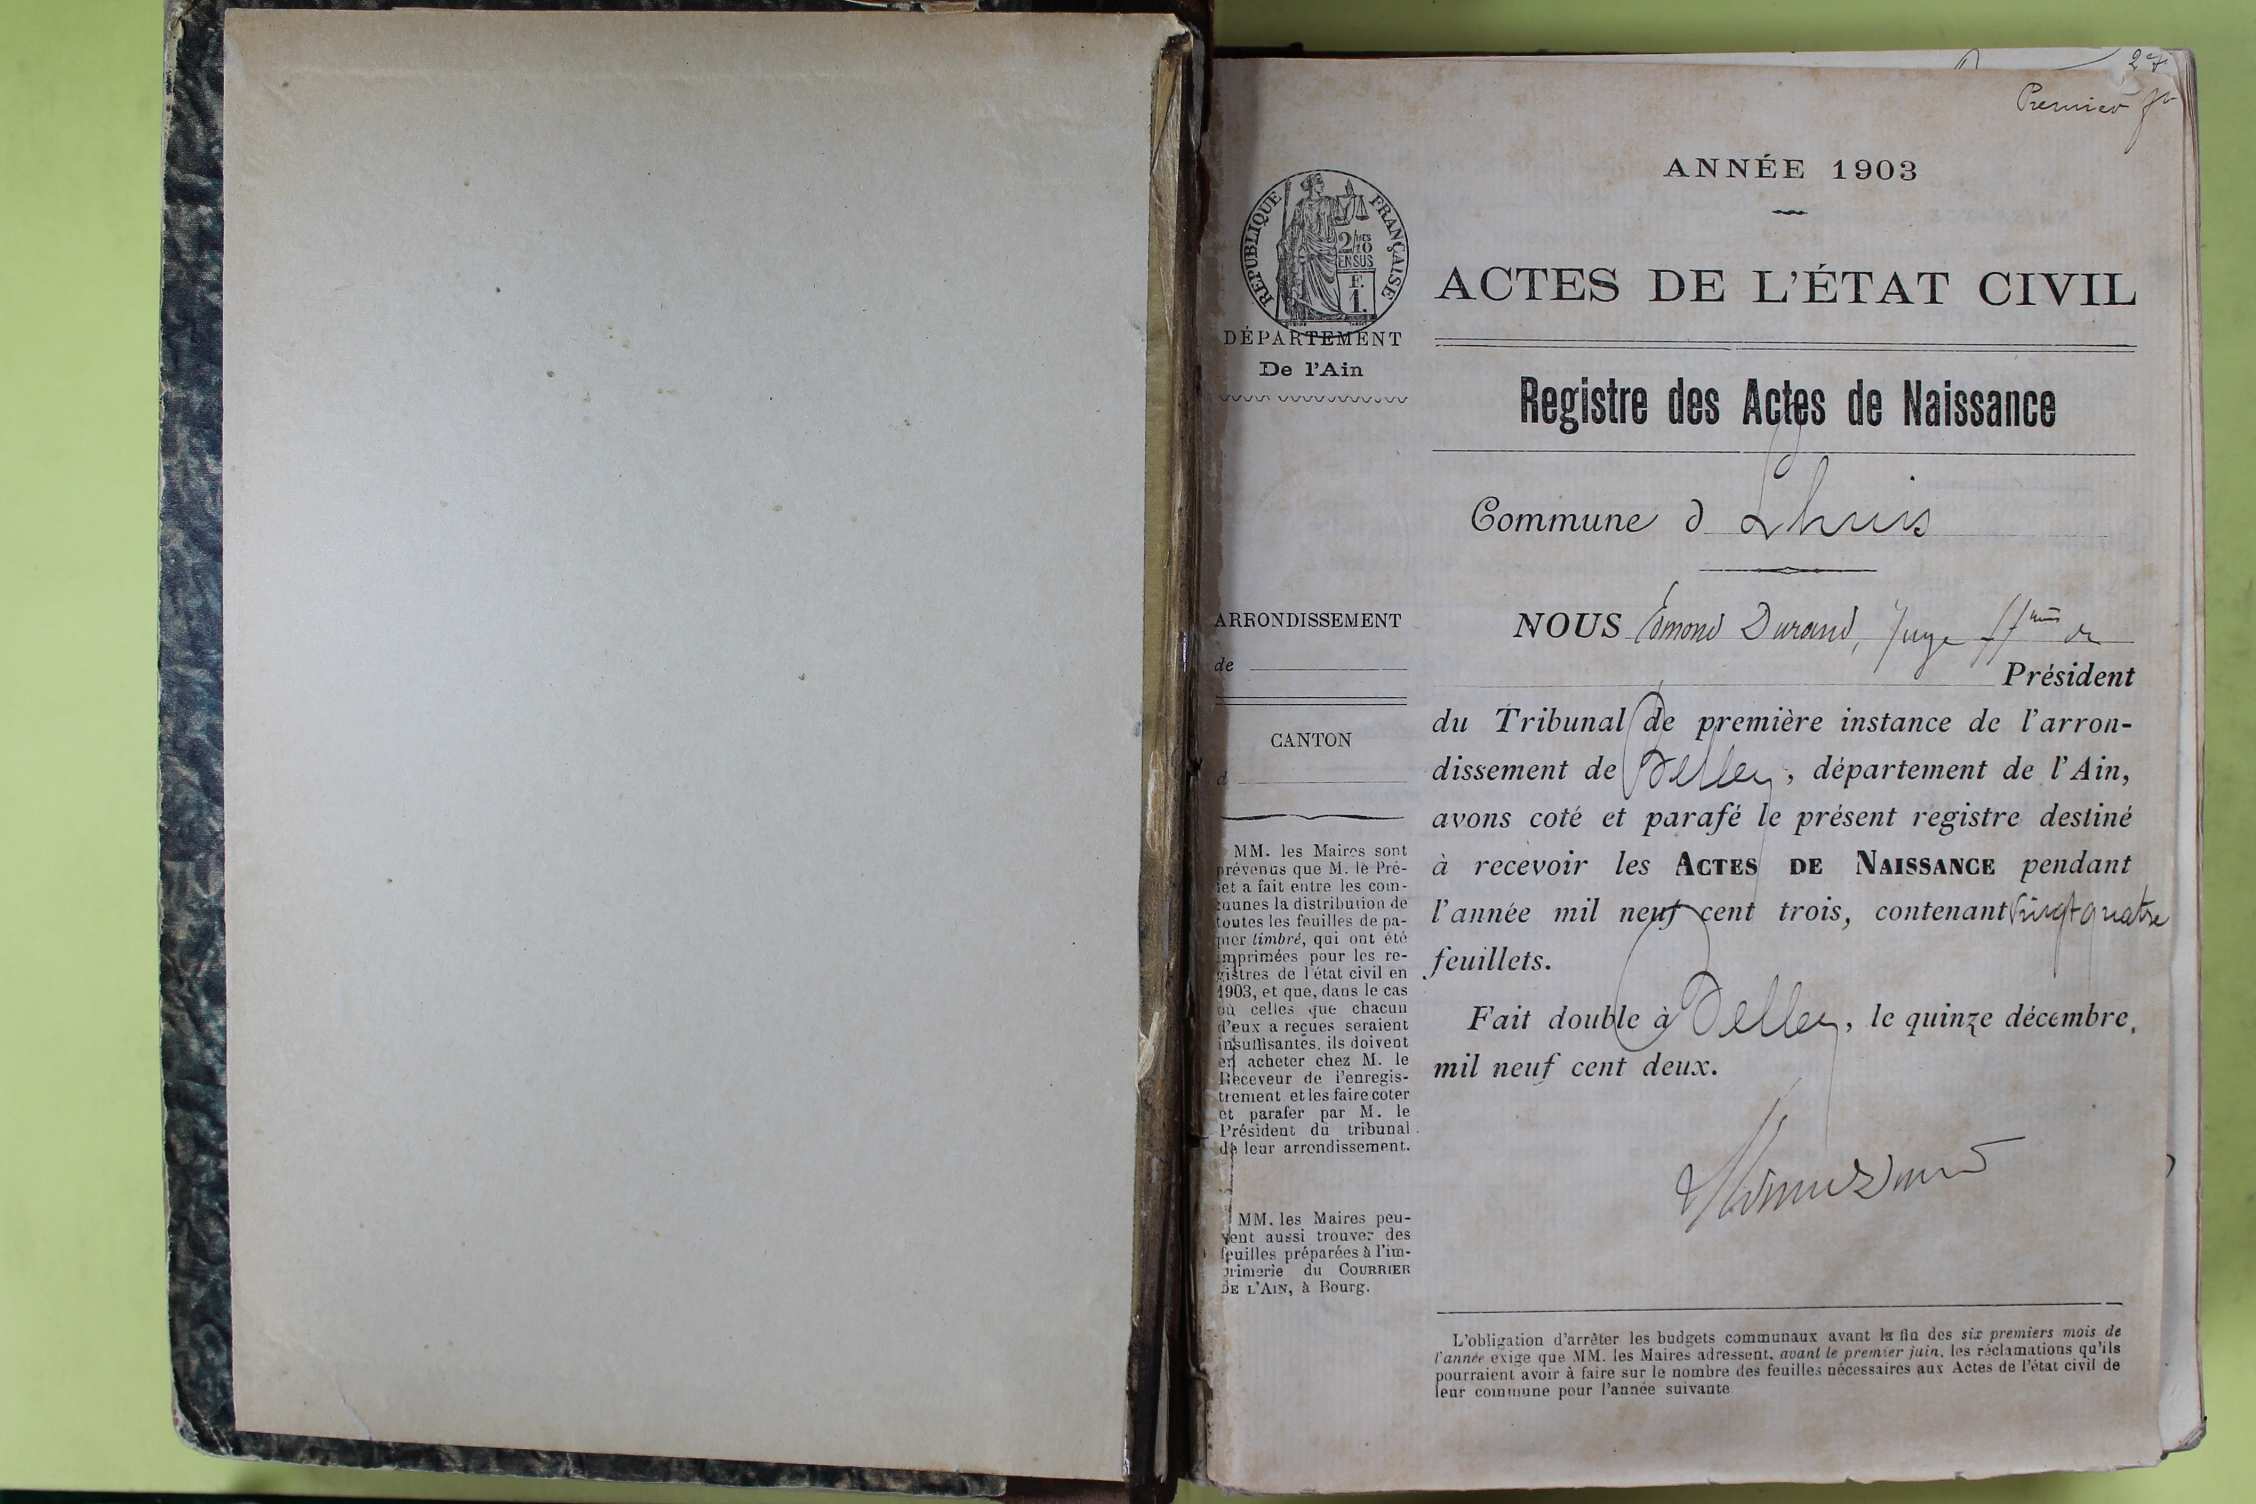 27
Premier ft
ANNÉE 1903
RÉPUBLIQUE FRANÇAISE
2/10
EN SUS
F.
1.
DÉPARTEMENT
De l'Ain
ACTES DE L'ÉTAT CIVIL
Registre des Actes de Naissance
Commune d Lhuis
ARRONDISSEMENT
de
CANTON
d
MM. les Maires sont
prévenus que M. le Pré-
fet a fait entre les com-
munes la distribution de
toutes les feuilles de pa-
pier timbré, qui ont été
imprimées pour les re-
gistres de l'état civil en
1903, et que, dans le cas
où celles que chacun
d'eux a reçues seraient
insuffisantes, ils doivent
en acheter chez M. le
Receveur de l'enregis-
trement et les faire coter
et parafer par M. le
Président du tribunal
de leur arrondissement.
MM. les Maires peu-
vent aussi trouver des
feuilles préparées à l'im-
primerie du COURRIER
DE L'AIN, à Bourg.
NOUS Edmond Durand, Juge ff.ons de
Président
du Tribunal de première instance de l'arron-
dissement de Belley, département de l'Ain,
avons coté et parafé le présent registre destiné
à recevoir les ACTES DE NAISSANCE pendant
l'année mil neuf cent trois, contenant vingt quatre
feuillets.
Fait double à Belley, le quinze décembre,
mil neuf cent deux.
L'obligation d'arrêter les budgets communaux avant la fin des six premiers mois de
l'année exige que MM. les Maires adressent, avant le premier juin, les réclamations qu'ils
pourraient avoir à faire sur le nombre des feuilles nécessaires aux Actes de l'état civil de
leur commune pour l'année suivante